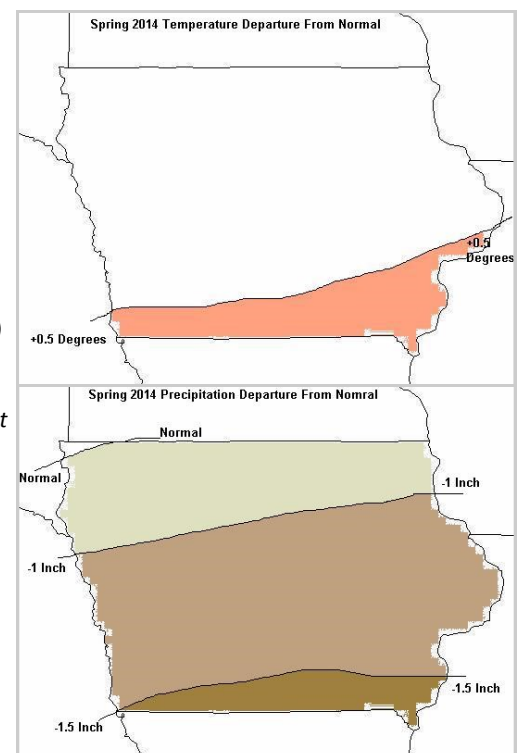 Spring 2014 Temperature Departure From Normal
+0.5
Degrees
+0.5 Degrees
)
t
Spring 2014 Precipitation Departure From Nomral
Normal
Normal
-1 Inch
-1 Inch
-1.5 Inch
-1.5 Inch